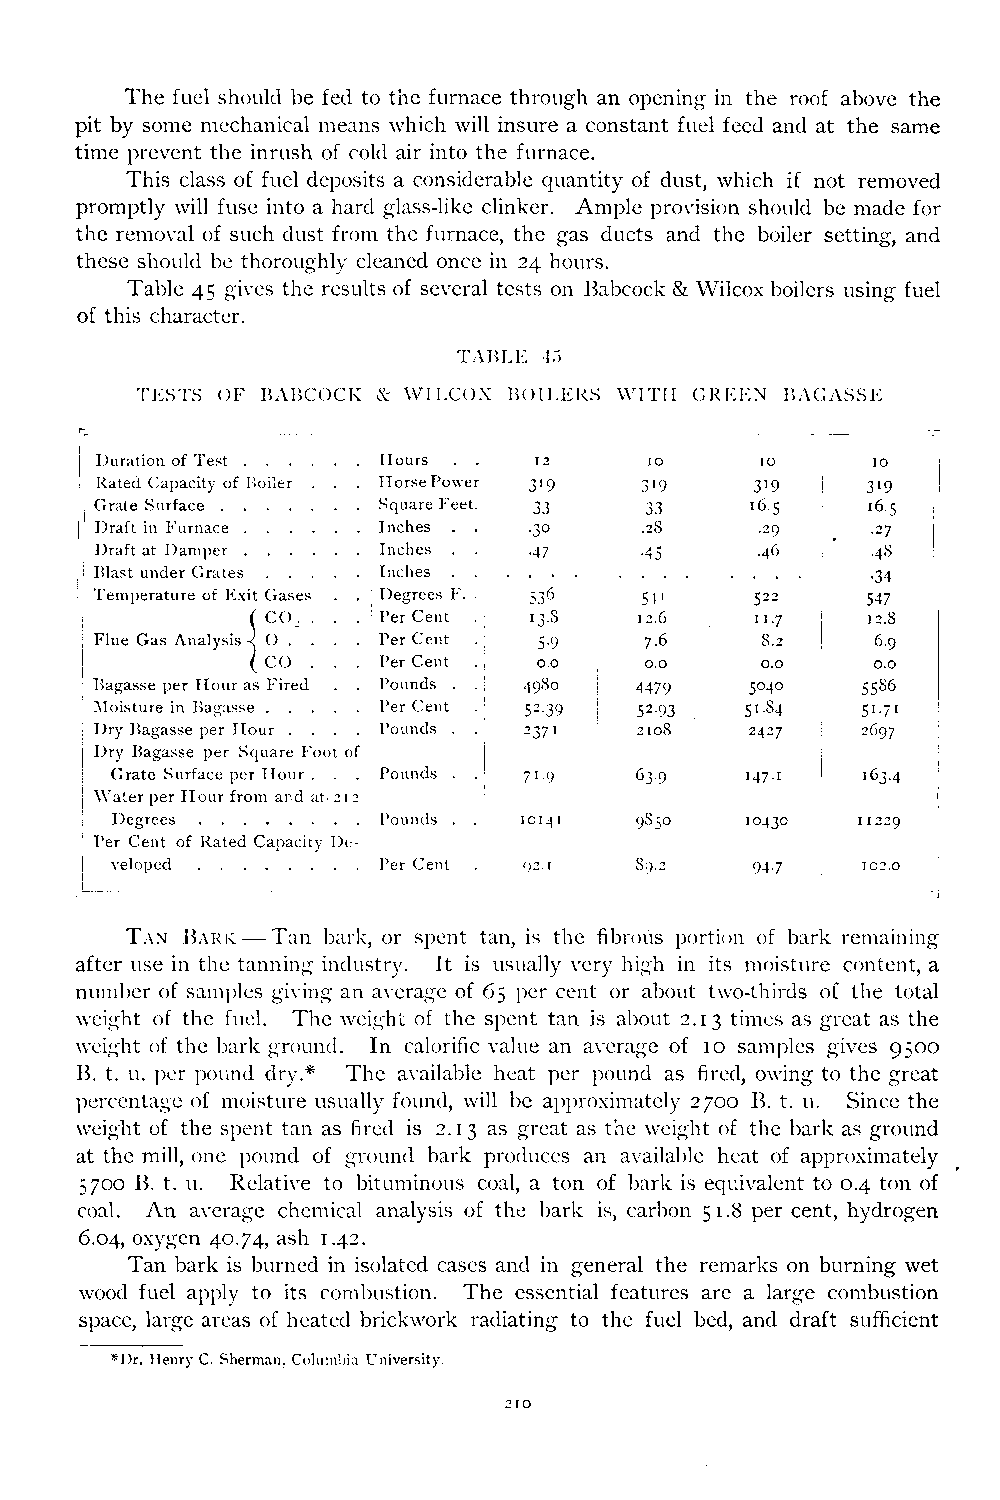 The fuel should be fed to the furnace through an opening in the roof above the
pit by some mechanical means which will insure a constant fuel feed and at the same
time prevent the inrush of cold air into the furnace.
This class of fuel deposits a considerable quantity of dust, which if not removed
promptly will fuse into a hard glass-like clinker. Ample provision should be made for
the removal of such dust from the furnace, the gas ducts and the boiler setting, and
these should be thoroughly cleaned once in 24 hours.
Table 45 gives the results of several tests on Babcock & Wilcox boilers using fuel
of this character.
TABLE 45
TESTS OF BABCOCK & WILCOX BOILERS WITH GREEN BAGASSE
Duration of Test . . . . . . Hours . . 12 10 10 10
Rated Capacity of Boiler . . . Horse Power 319 319 319 319
Grate Surface . . . . . . . Square Feet. 33 33 16.5 16.5
Draft in Furnace . . . . . . Inches . . .30 .28 .29 .27
Draft at Damper . . . . . . Inches . . .47 .45 .46 .48
Blast under Grates . . . . . Inches . . . . . . . . . . . . . . .34
Temperature of Exit Gases . . Degrees F. . 536 511 522 547
CO₂ . . . Per Cent . 13.8 12.6 11.7 12.8
Flue Gas Analysis { O . . . . Per Cent . 5.9 7.6 8.2 6.9
CO . . . Per Cent . 0.0 0.0 0.0 0.0
Bagasse per Hour as Fired . . Pounds . . 4980 4479 5040 5586
Moisture in Bagasse . . . . . Per Cent . 52.39 52.93 51.84 51.71
Dry Bagasse per Hour . . . . Pounds . . 2371 2108 2427 2697
Dry Bagasse per Square Foot of
Grate Surface per Hour . . . Pounds . . 71.9 63.9 147.1 163.4
Water per Hour from and at 212
Degrees . . . . . . . . Pounds . . 10141 9850 10430 11229
Per Cent of Rated Capacity De-
veloped . . . . . . . . Per Cent . 92.1 89.2 94.7 102.0
TAN BARK — Tan bark, or spent tan, is the fibrous portion of bark remaining
after use in the tanning industry. It is usually very high in its moisture content, a
number of samples giving an average of 65 per cent or about two-thirds of the total
weight of the fuel. The weight of the spent tan is about 2.13 times as great as the
weight of the bark ground. In calorific value an average of 10 samples gives 9500
B. t. u. per pound dry.* The available heat per pound as fired, owing to the great
percentage of moisture usually found, will be approximately 2700 B. t. u. Since the
weight of the spent tan as fired is 2.13 as great as the weight of the bark as ground
at the mill, one pound of ground bark produces an available heat of approximately
5700 B. t. u. Relative to bituminous coal, a ton of bark is equivalent to 0.4 ton of
coal. An average chemical analysis of the bark is, carbon 51.8 per cent, hydrogen
6.04, oxygen 40.74, ash 1.42.
Tan bark is burned in isolated cases and in general the remarks on burning wet
wood fuel apply to its combustion. The essential features are a large combustion
space, large areas of heated brickwork radiating to the fuel bed, and draft sufficient
*Dr. Henry C. Sherman, Columbia University.
210